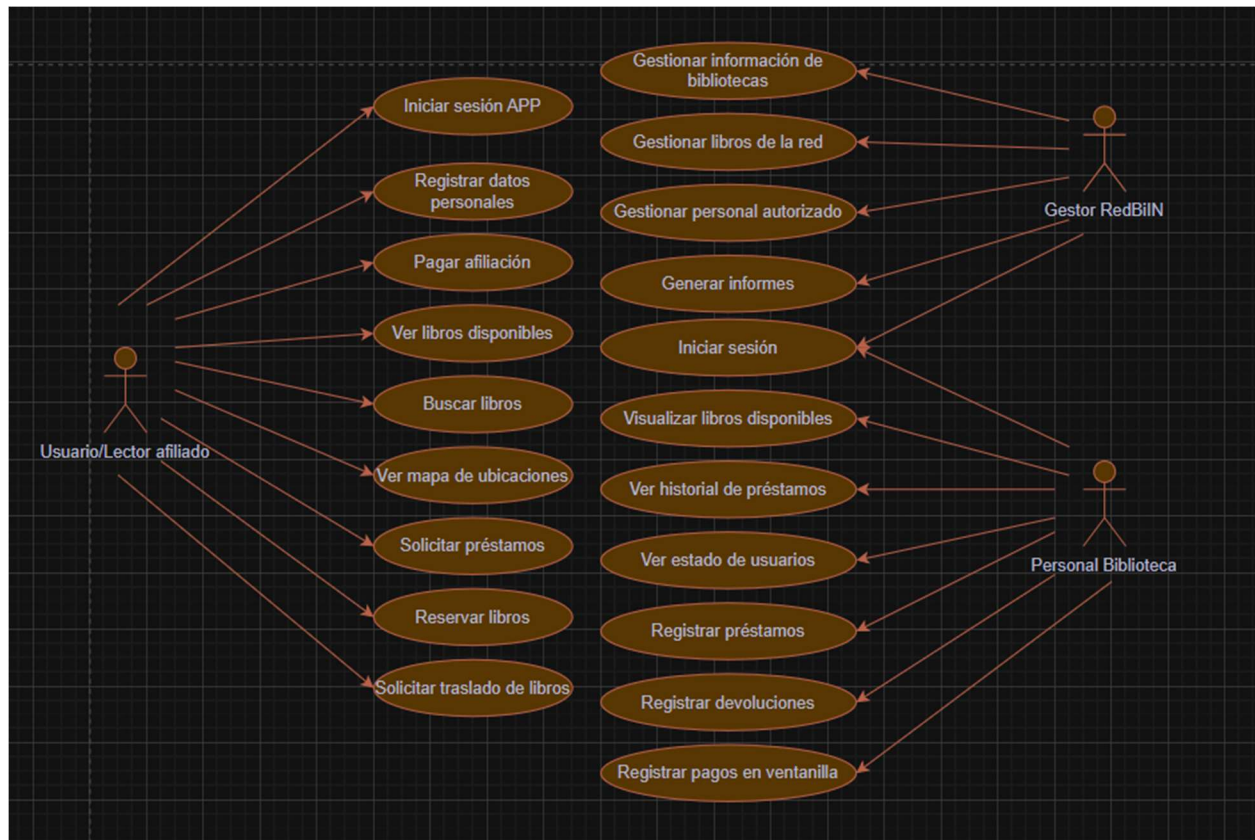 Iniciar sesión APP
Registrar datos
personales
Pagar afiliación
Ver libros disponibles
Buscar libros
Ver mapa de ubicaciones
Solicitar préstamos
Reservar libros
Solicitar traslado de libros
Usuario/Lector afiliado
Gestionar información de
bibliotecas
Gestionar libros de la red
Gestionar personal autorizado
Generar informes
Iniciar sesión
Visualizar libros disponibles
Ver historial de préstamos
Ver estado de usuarios
Registrar préstamos
Registrar devoluciones
Registrar pagos en ventanilla
Gestor RedBiIN
Personal Biblioteca